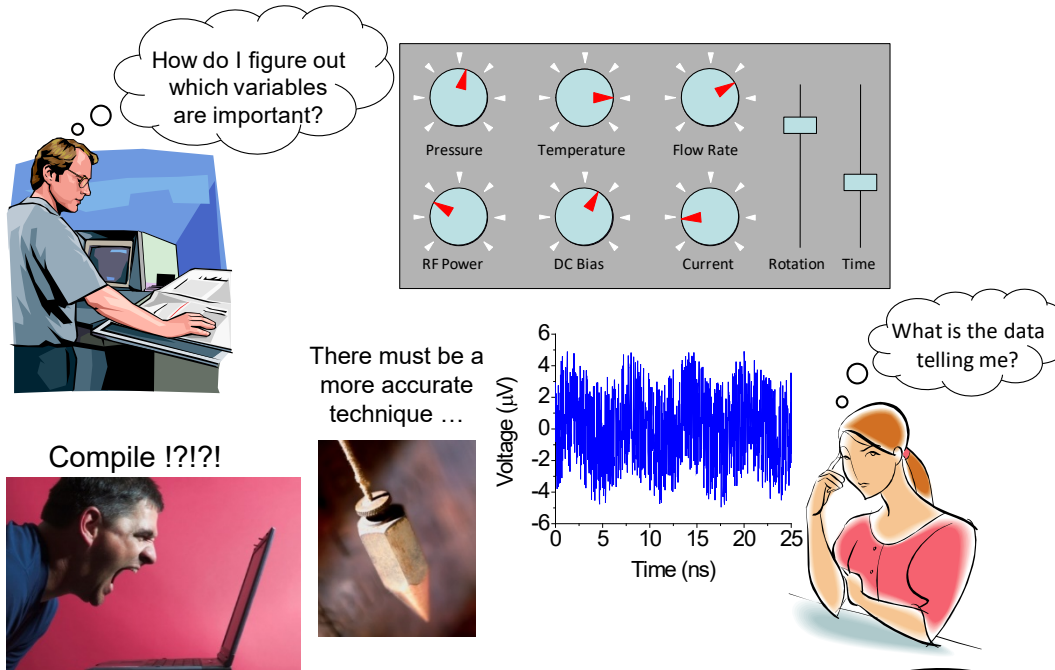 How do I figure out
which variables
are important?
Pressure
Temperature
Flow Rate
RF Power
DC Bias
Current
Rotation
Time
There must be a
more accurate
technique …
Compile !?!?!
6
4
2
0
-2
-4
-6
Voltage (μV)
0
5
10
15
20
25
Time (ns)
What is the data
telling me?